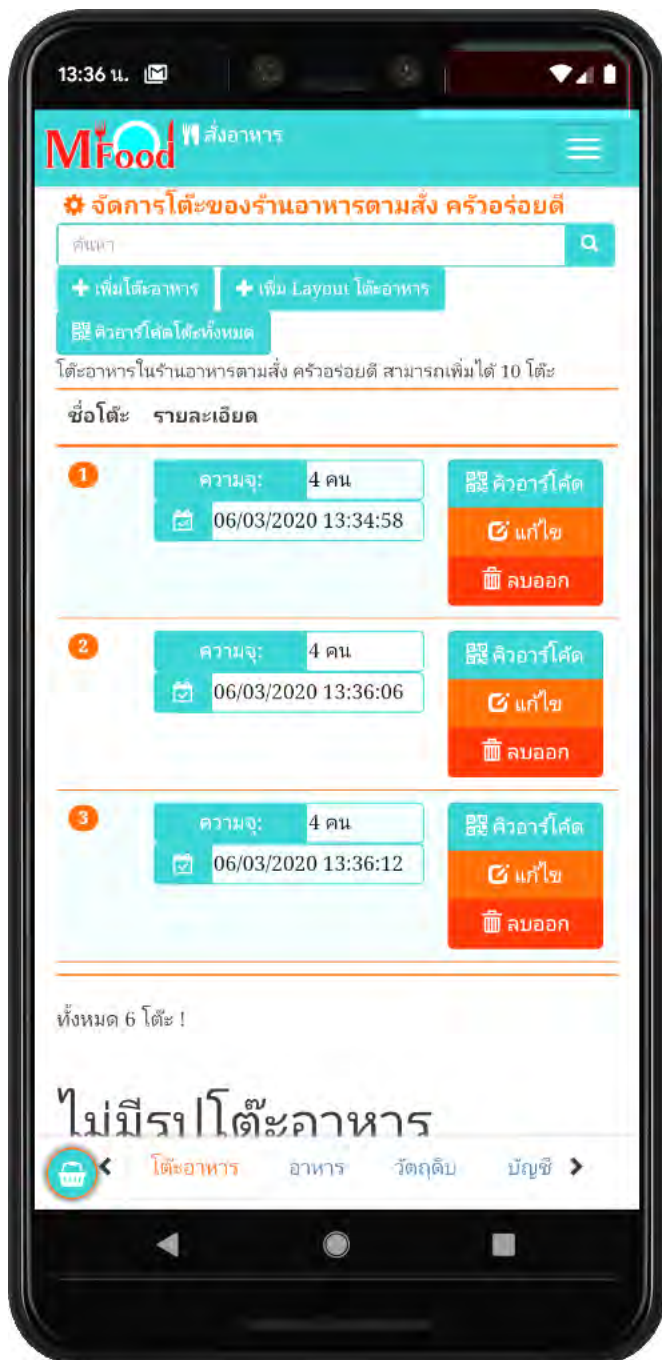 13:36 น.
MFood สั่งอาหาร
จัดการโต๊ะของร้านอาหารตามสั่ง ครัวอร่อยดี
ค้นหา
เพิ่มโต๊ะอาหาร เพิ่ม Layout โต๊ะอาหาร
คิวอาร์โค้ดโต๊ะทั้งหมด
โต๊ะอาหารในร้านอาหารตามสั่ง ครัวอร่อยดี สามารถเพิ่มได้ 10 โต๊ะ
ชื่อโต๊ะ รายละเอียด
1 ความจุ: 4 คน คิวอาร์โค้ด
06/03/2020 13:34:58 แก้ไข
ลบออก
2 ความจุ: 4 คน คิวอาร์โค้ด
06/03/2020 13:36:06 แก้ไข
ลบออก
3 ความจุ: 4 คน คิวอาร์โค้ด
06/03/2020 13:36:12 แก้ไข
ลบออก
ทั้งหมด 6 โต๊ะ !
ไม่มีรูปโต๊ะอาหาร
โต๊ะอาหาร อาหาร วัตถุดิบ บัญชี